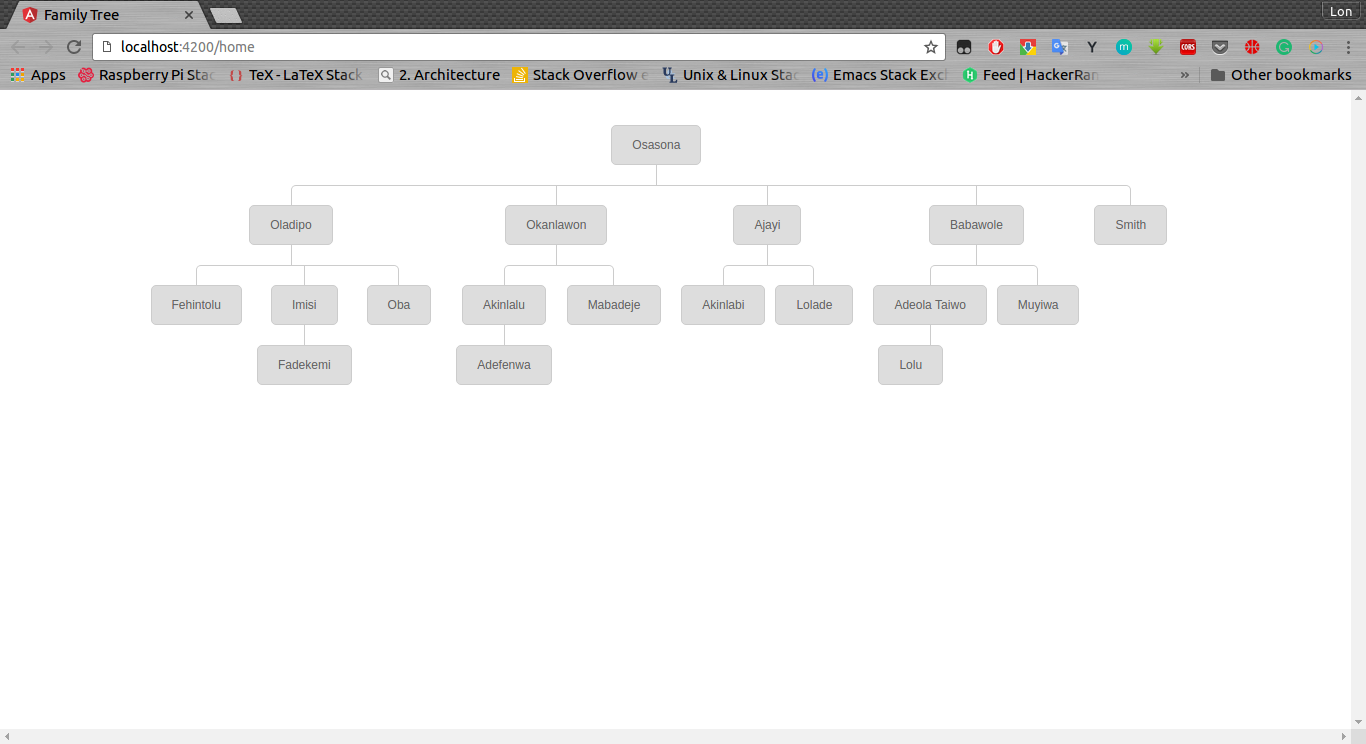 Family Tree
Lon
localhost:4200/home
Apps Raspberry Pi Stac TeX - LaTeX Stack 2. Architecture Stack Overflow e Unix & Linux Stac Emacs Stack Exc Feed | HackerRan » Other bookmarks
Osasona
Oladipo Okanlawon Ajayi Babawole Smith
Fehintolu Imisi Oba Akinlalu Mabadeje Akinlabi Lolade Adeola Taiwo Muyiwa
Fadekemi Adefenwa Lolu